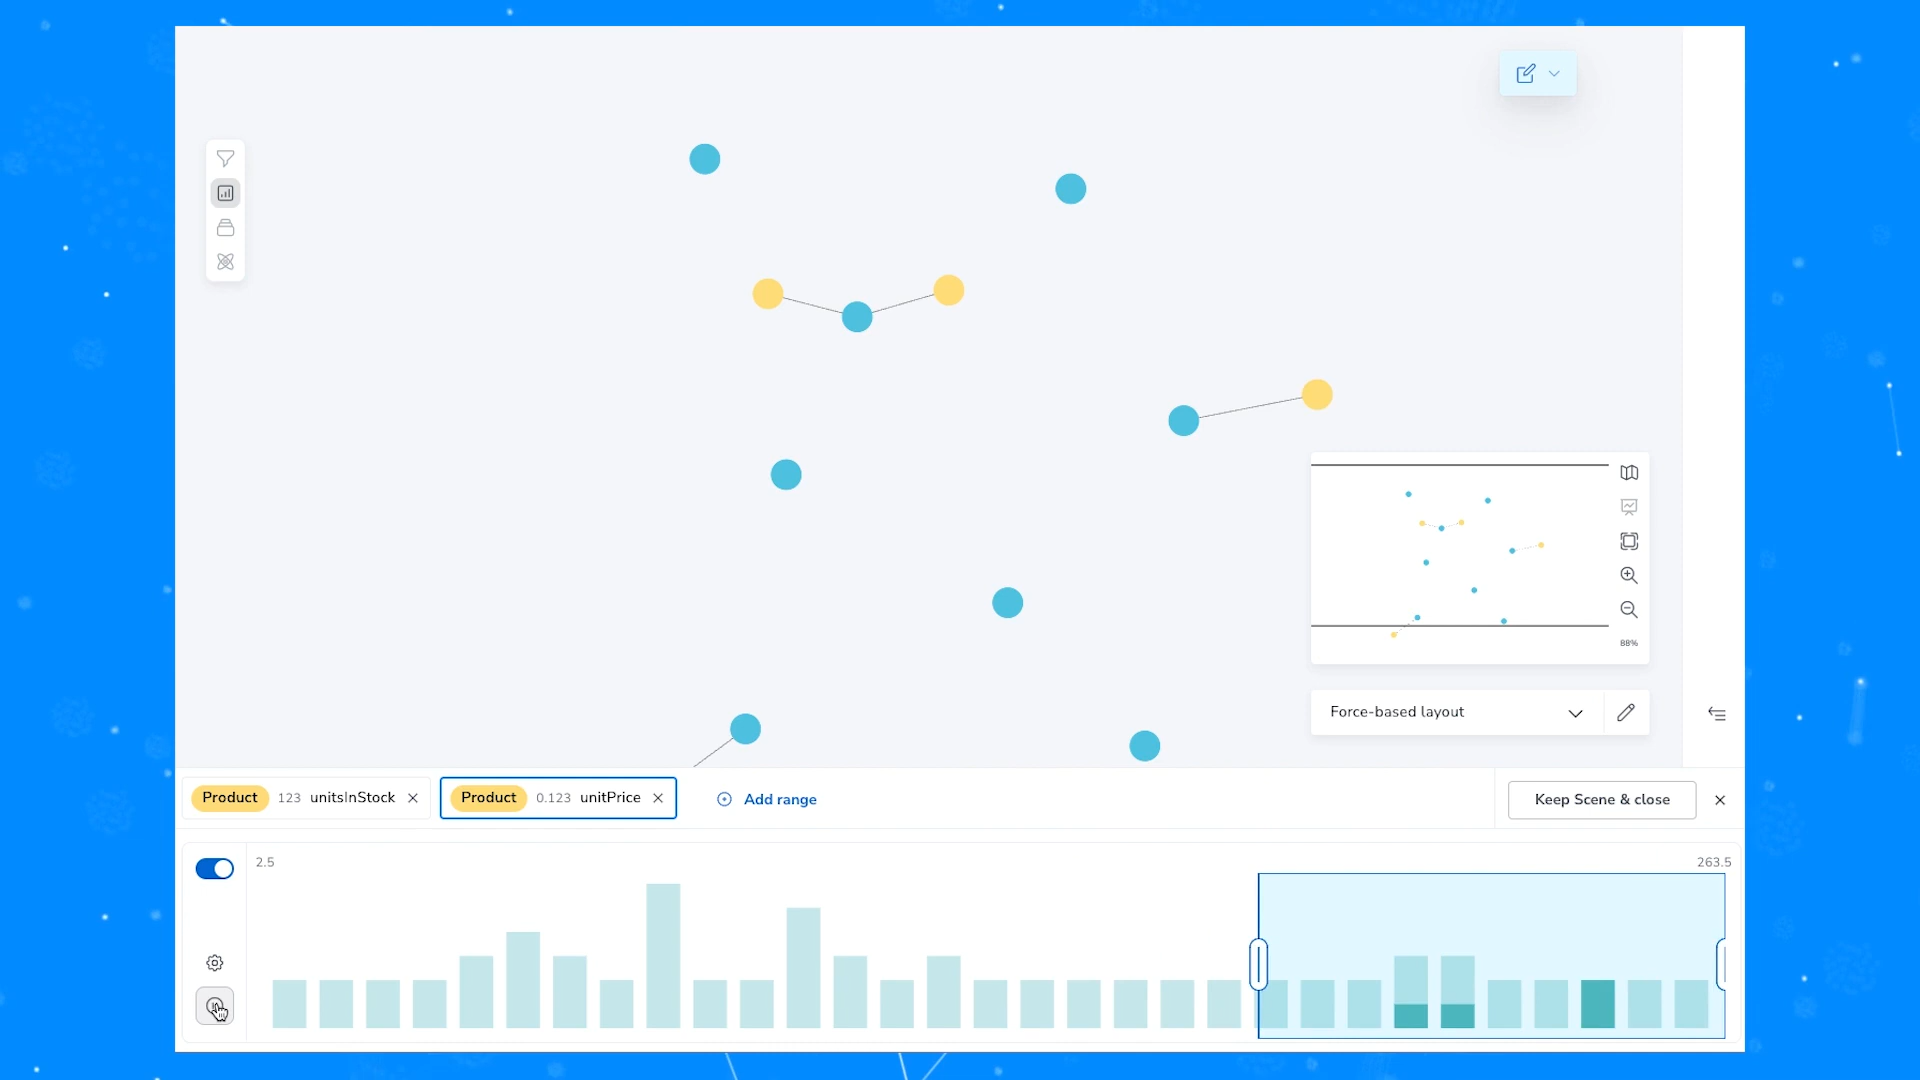 88%
Force-based layout
Product 123 unitsInStock
Product 0.123 unitPrice
Add range
Keep Scene & close
2.5
263.5